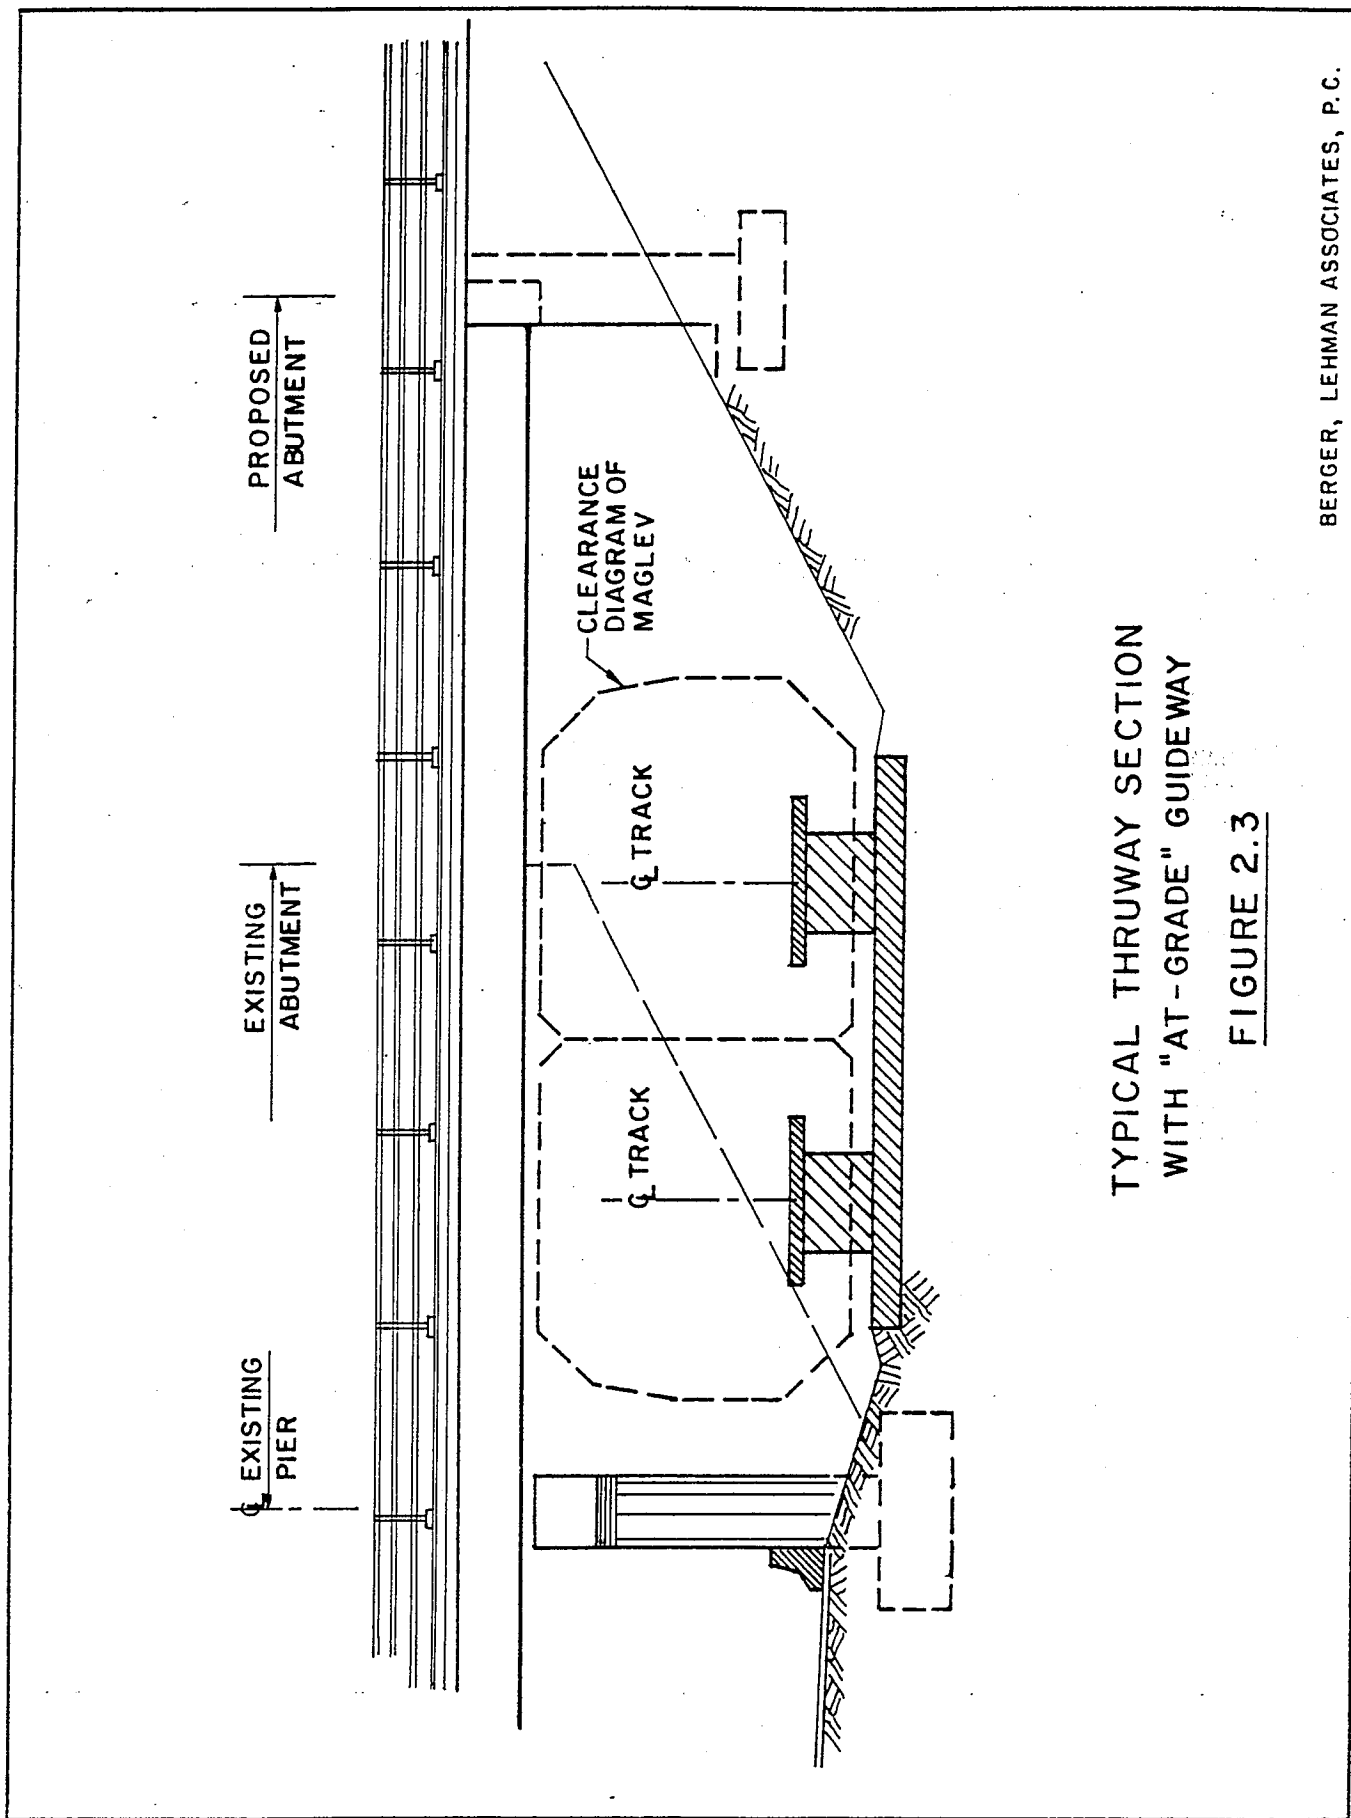 ℄ EXISTING
PIER
EXISTING
ABUTMENT
PROPOSED
ABUTMENT
CLEARANCE
DIAGRAM OF
MAGLEV
℄ TRACK
℄ TRACK
TYPICAL THRUWAY SECTION
WITH "AT-GRADE" GUIDEWAY
FIGURE 2.3
BERGER, LEHMAN ASSOCIATES, P.C.